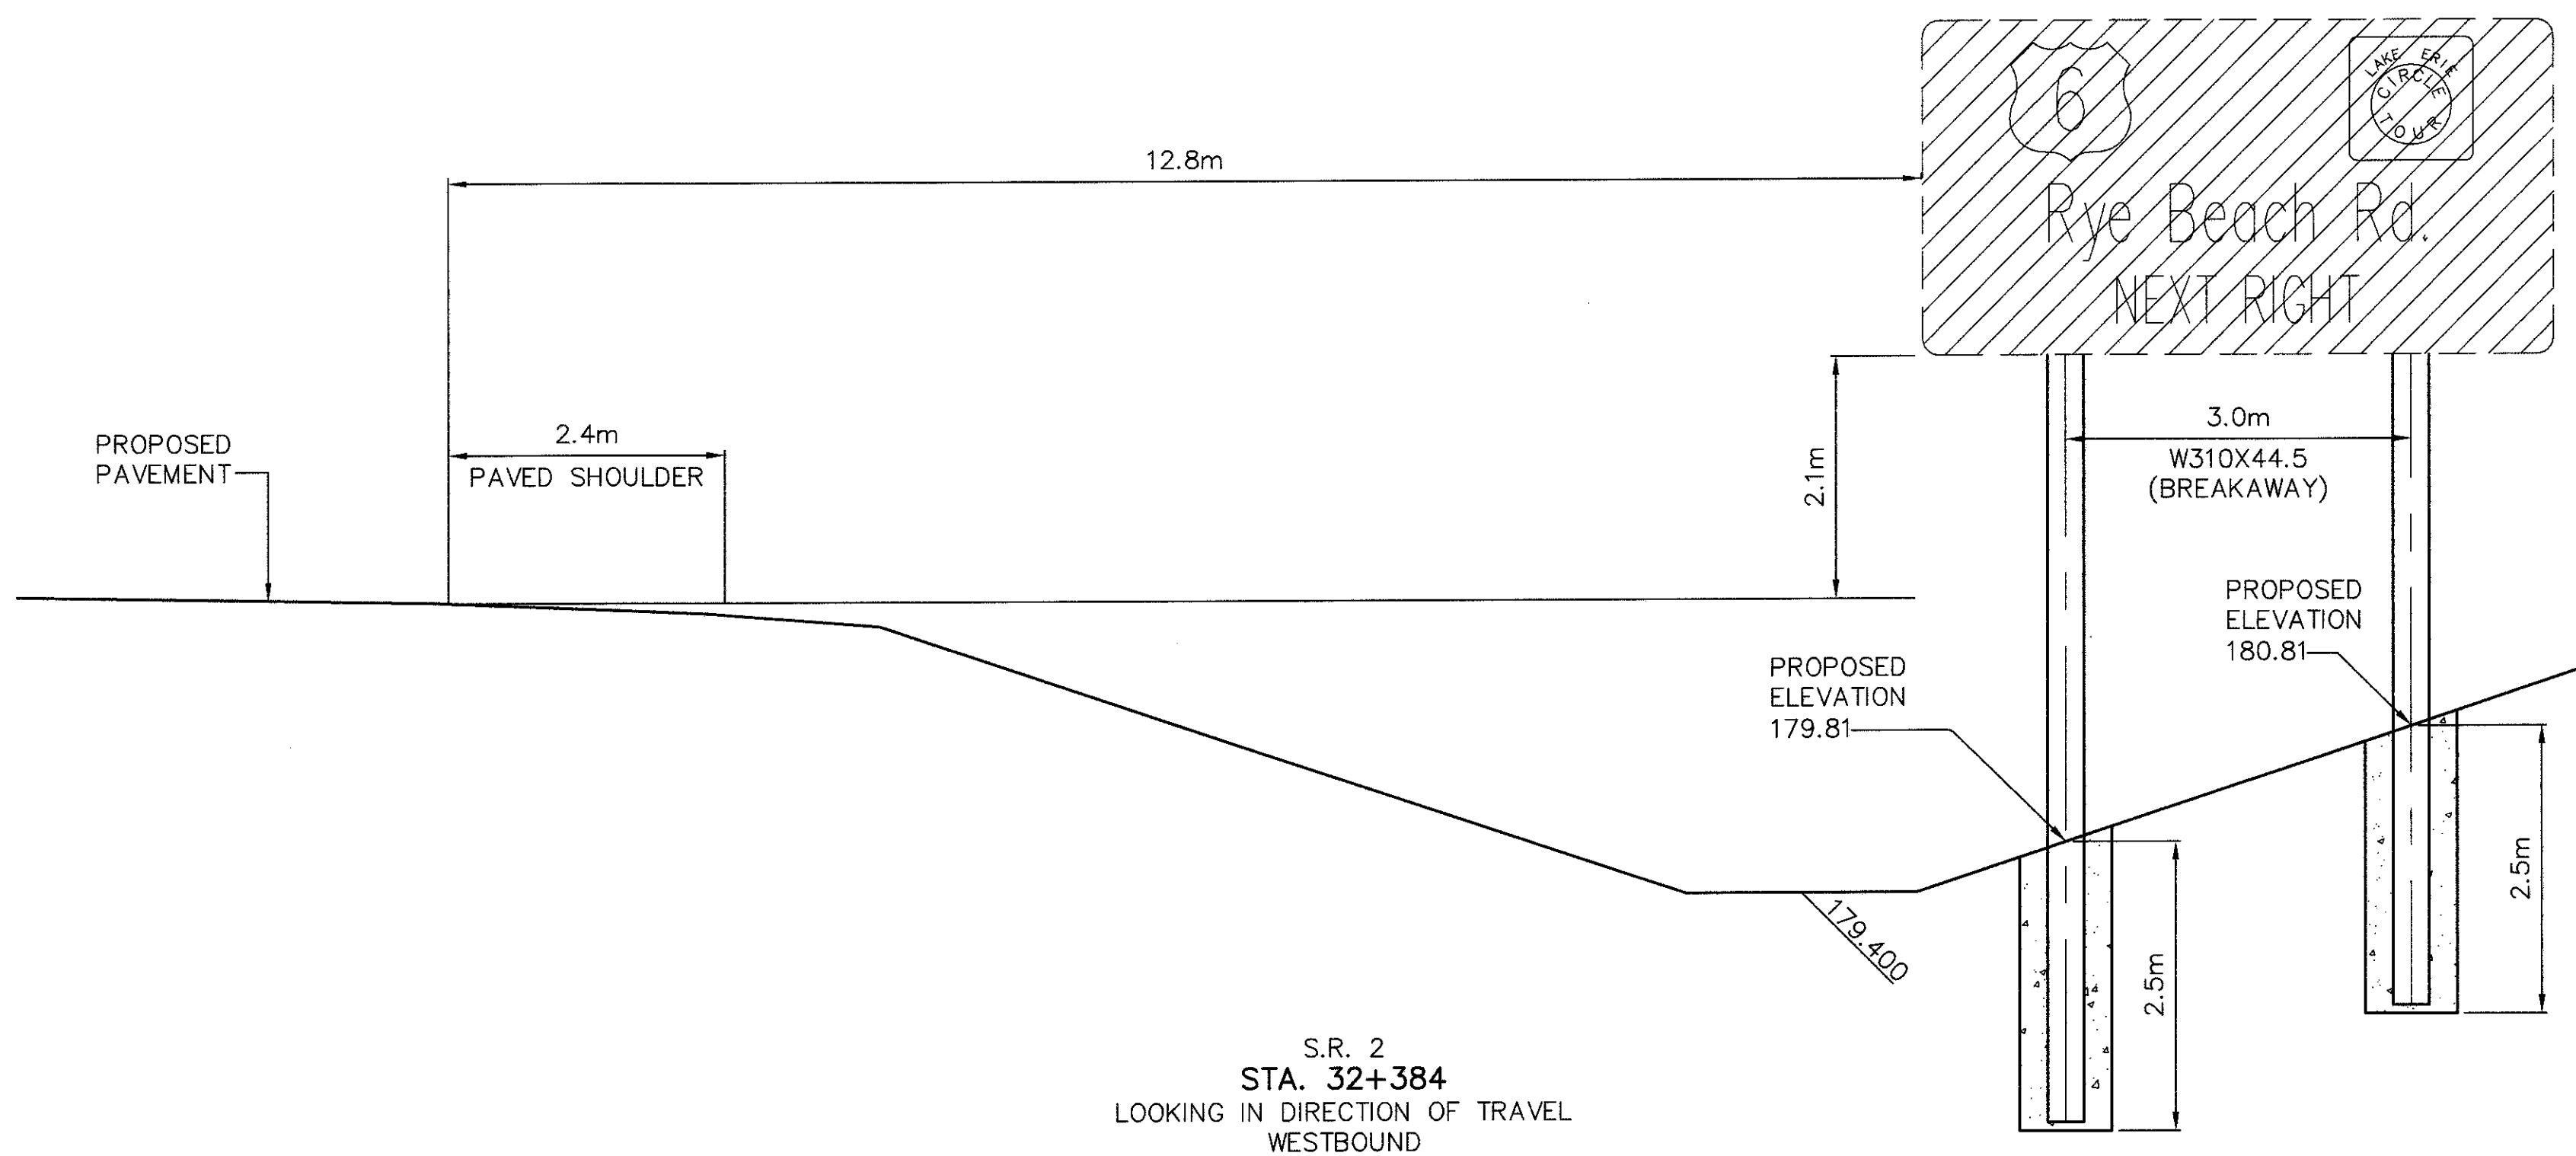 6
LAKE ERIE
CIRCLE
TOUR
Rye Beach Rd.
NEXT RIGHT
12.8m
2.4m
PAVED SHOULDER
PROPOSED
PAVEMENT
2.1m
3.0m
W310X44.5
(BREAKAWAY)
PROPOSED
ELEVATION
180.81
PROPOSED
ELEVATION
179.81
179.400
2.5m
2.5m
S.R. 2
STA. 32+384
LOOKING IN DIRECTION OF TRAVEL
WESTBOUND